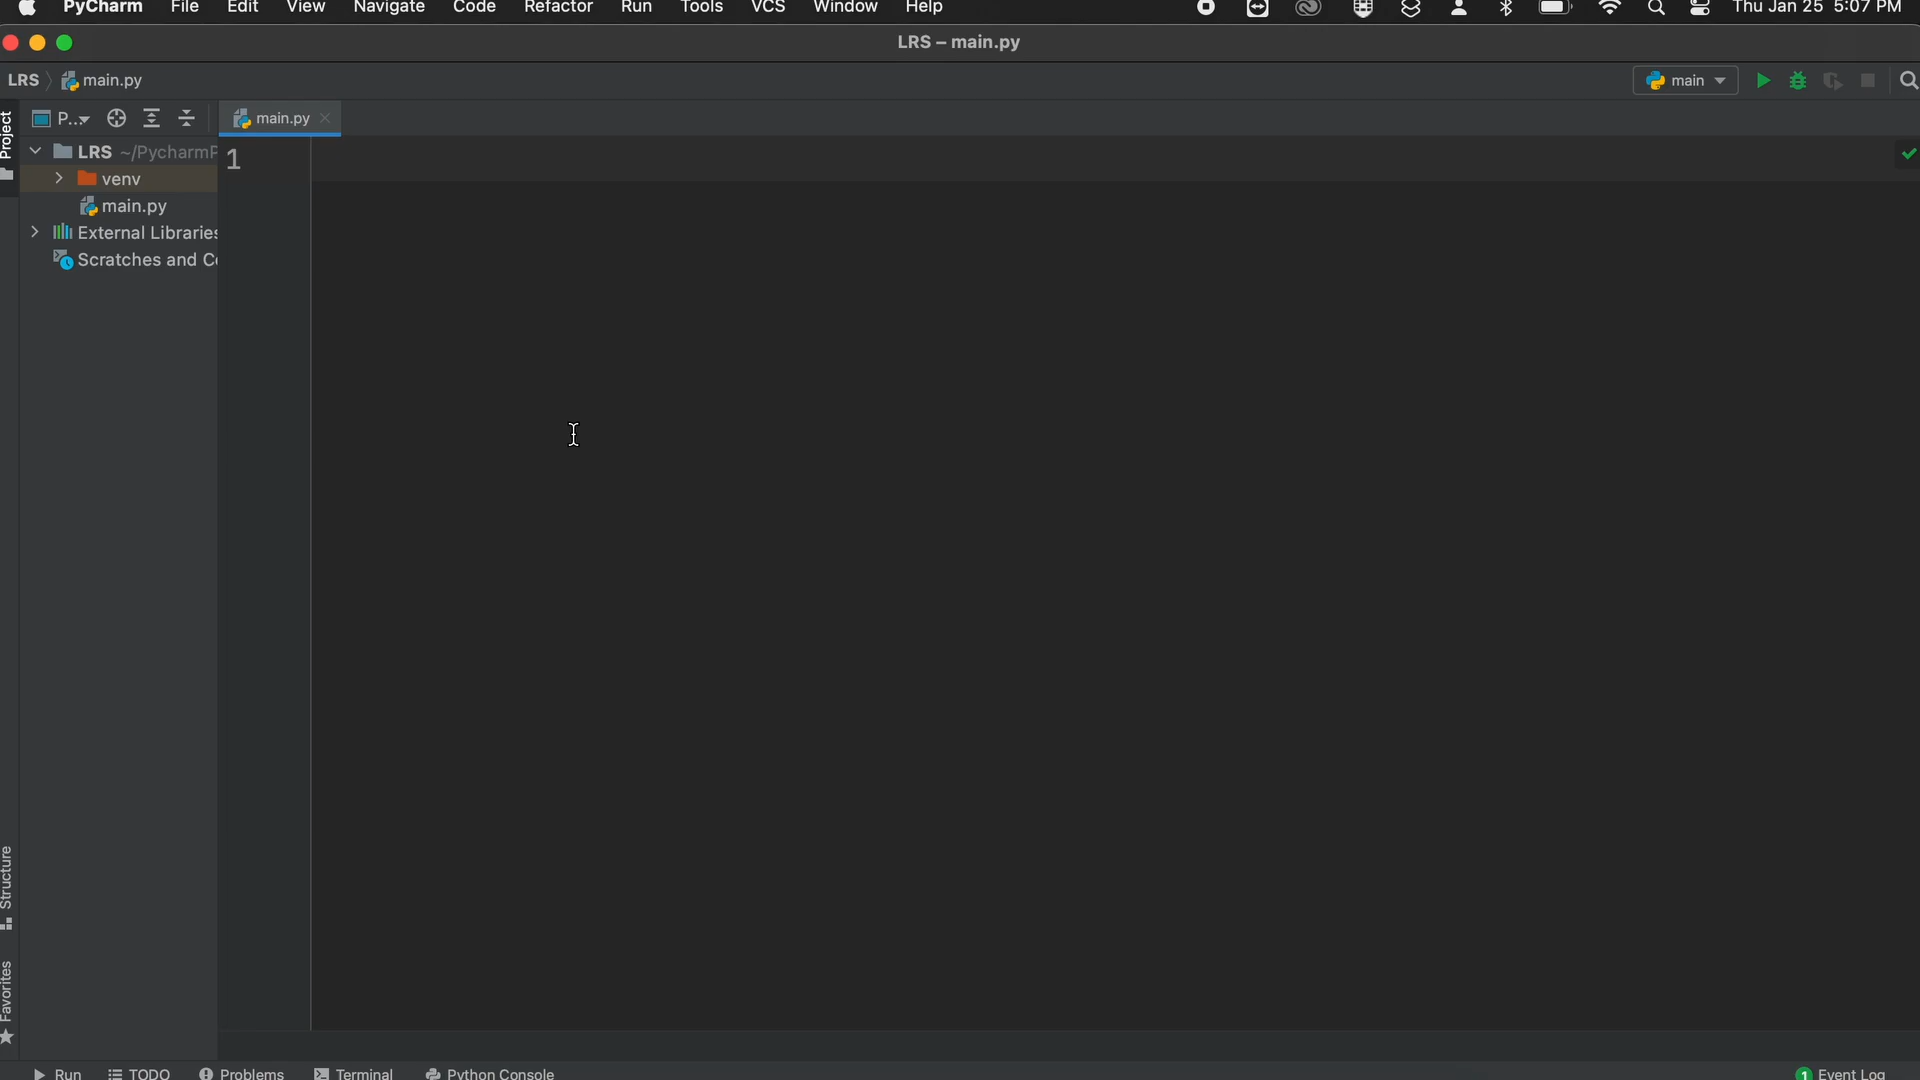 PyCharm File Edit View Navigate Code Refactor Run Tools VCS Window Help Thu Jan 25 5:07 PM
LRS – main.py
LRS main.py main
Project
P... main.py
LRS ~/PycharmP
1
venv
main.py
External Libraries
Scratches and Co
Structure
Favorites
Run TODO Problems Terminal Python Console 1 Event Log